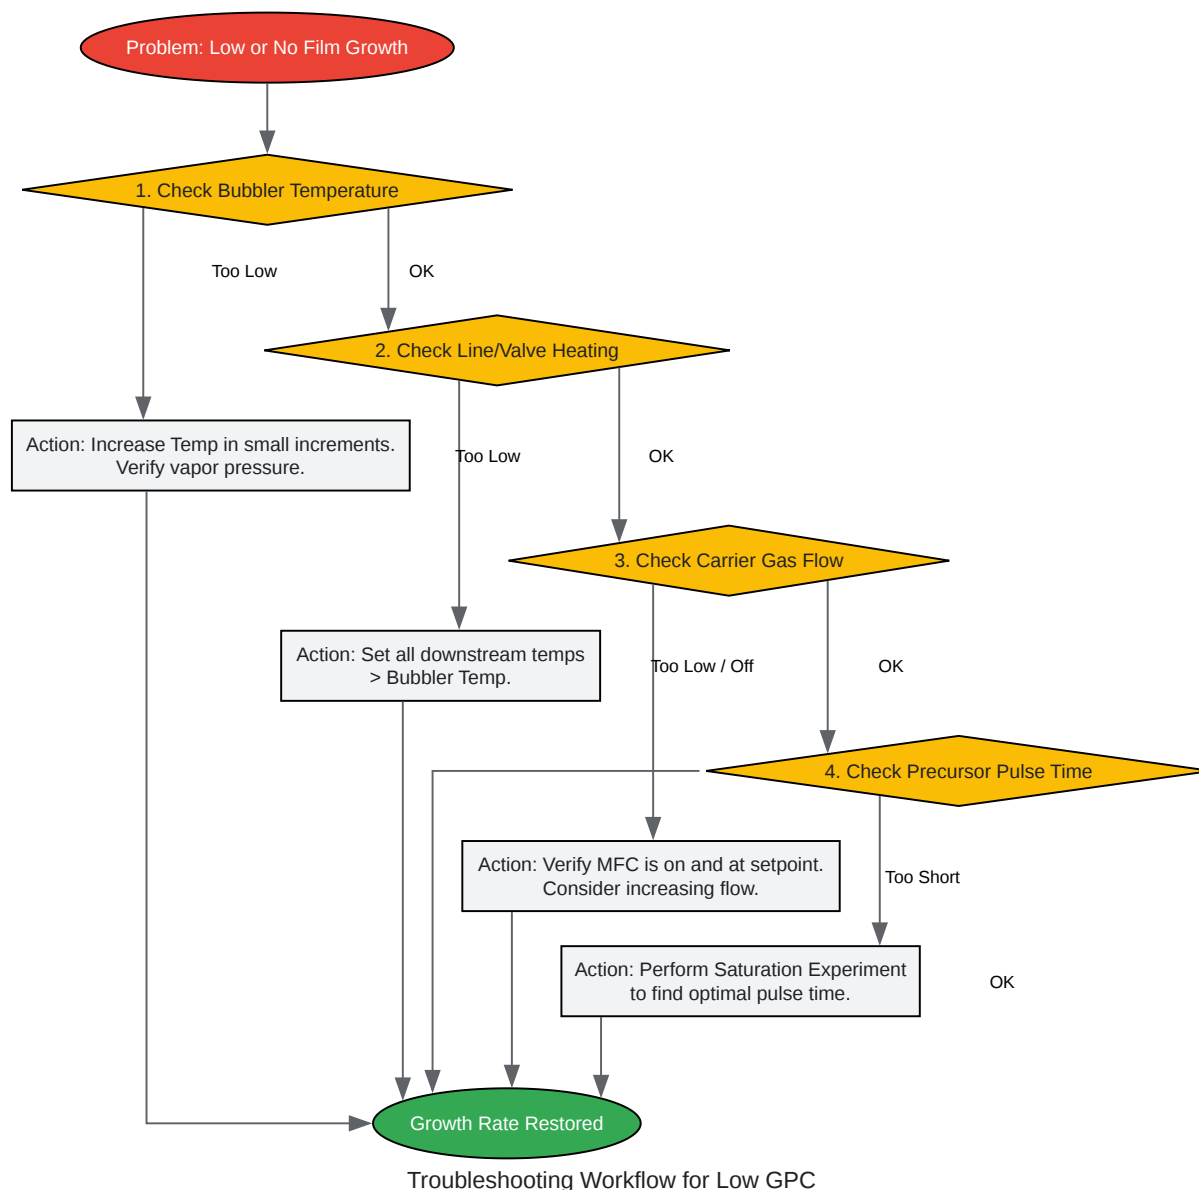 Problem: Low or No Film Growth
1. Check Bubbler Temperature
Too Low
OK
2. Check Line/Valve Heating
Action: Increase Temp in small increments.
Verify vapor pressure.
Too Low
OK
3. Check Carrier Gas Flow
Action: Set all downstream temps
> Bubbler Temp.
Too Low / Off
OK
4. Check Precursor Pulse Time
Action: Verify MFC is on and at setpoint.
Consider increasing flow.
Too Short
Action: Perform Saturation Experiment
to find optimal pulse time.
OK
Growth Rate Restored
Troubleshooting Workflow for Low GPC